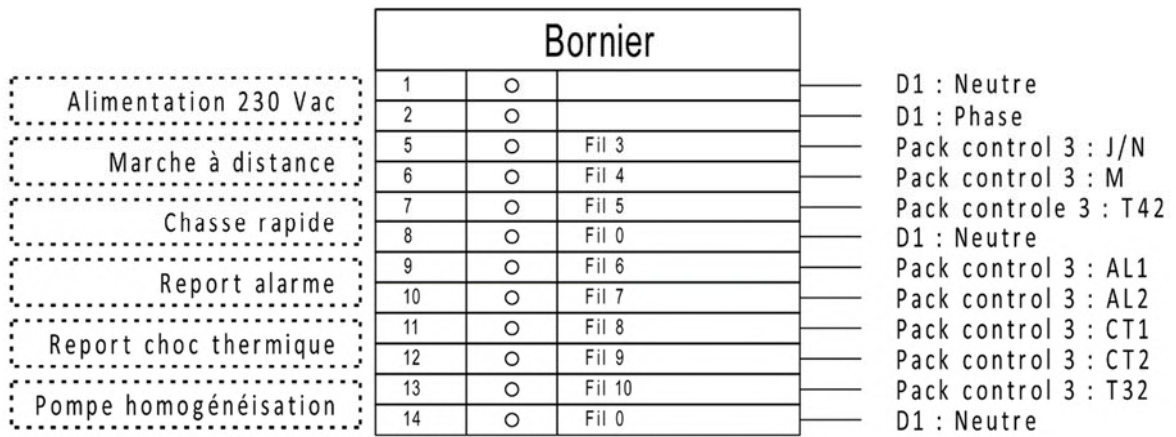 Bornier
Alimentation 230 Vac
1 D1 : Neutre
2 D1 : Phase
Marche à distance
5 Fil 3 Pack control 3 : J/N
6 Fil 4 Pack control 3 : M
Chasse rapide
7 Fil 5 Pack controle 3 : T42
8 Fil 0 D1 : Neutre
Report alarme
9 Fil 6 Pack control 3 : AL1
10 Fil 7 Pack control 3 : AL2
Report choc thermique
11 Fil 8 Pack control 3 : CT1
12 Fil 9 Pack control 3 : CT2
Pompe homogénéisation
13 Fil 10 Pack control 3 : T32
14 Fil 0 D1 : Neutre